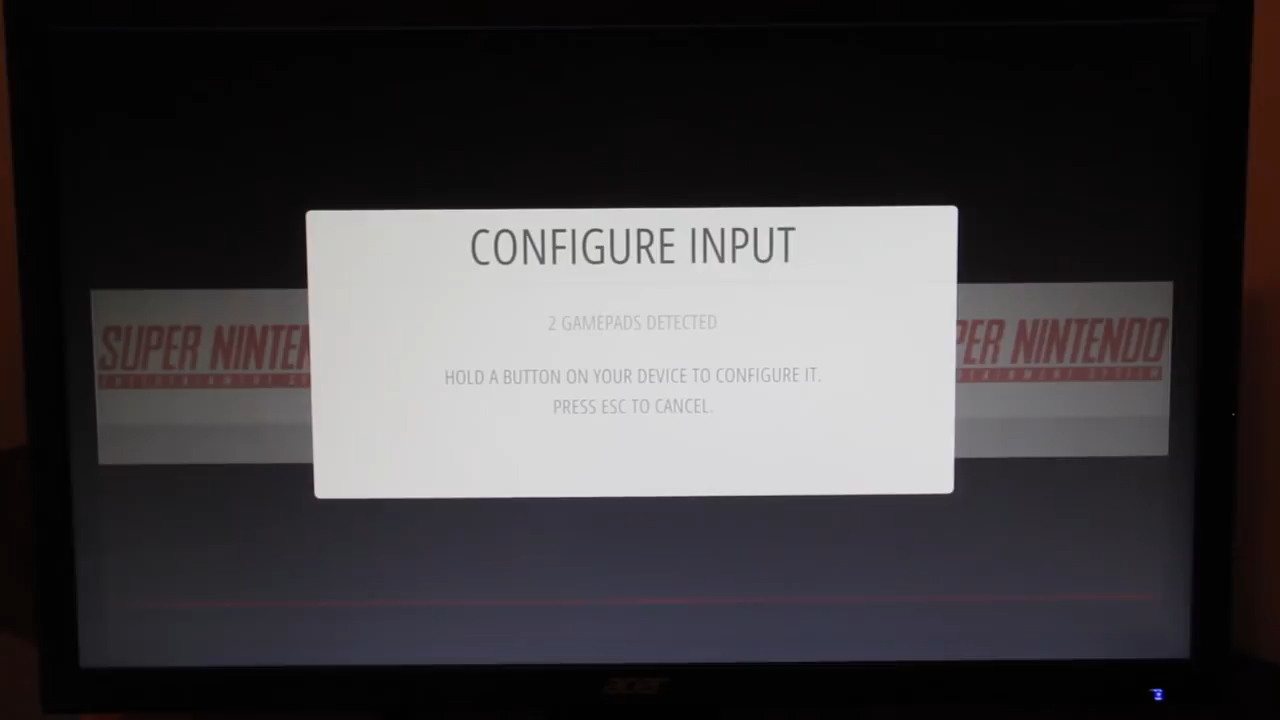 CONFIGURE INPUT
2 GAMEPADS DETECTED
HOLD A BUTTON ON YOUR DEVICE TO CONFIGURE IT.
PRESS ESC TO CANCEL.
SUPER NINTEN
PER NINTENDO
acer